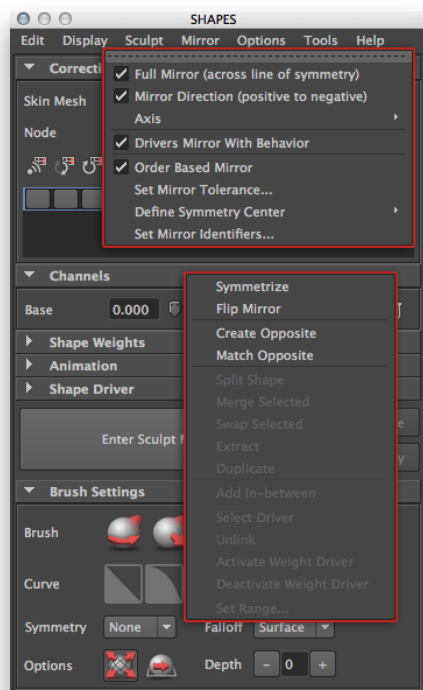 SHAPES
Edit Display Sculpt Mirror Options Tools Help
Correcti
Full Mirror (across line of symmetry)
Skin Mesh
Mirror Direction (positive to negative)
Axis
Node
Drivers Mirror With Behavior
Order Based Mirror
Set Mirror Tolerance...
Define Symmetry Center
Set Mirror Identifiers...
Channels
Symmetrize
Base 0.000
Flip Mirror
Shape Weights
Create Opposite
Match Opposite
Animation
Shape Driver
Split Shape
Merge Selected
Swap Selected
Enter Sculpt
Extract
Duplicate
Brush Settings
Add In-between
Select Driver
Brush
Unlink
Activate Weight Driver
Curve
Deactivate Weight Driver
Set Range...
Symmetry None Falloff Surface
Options Depth - 0 +